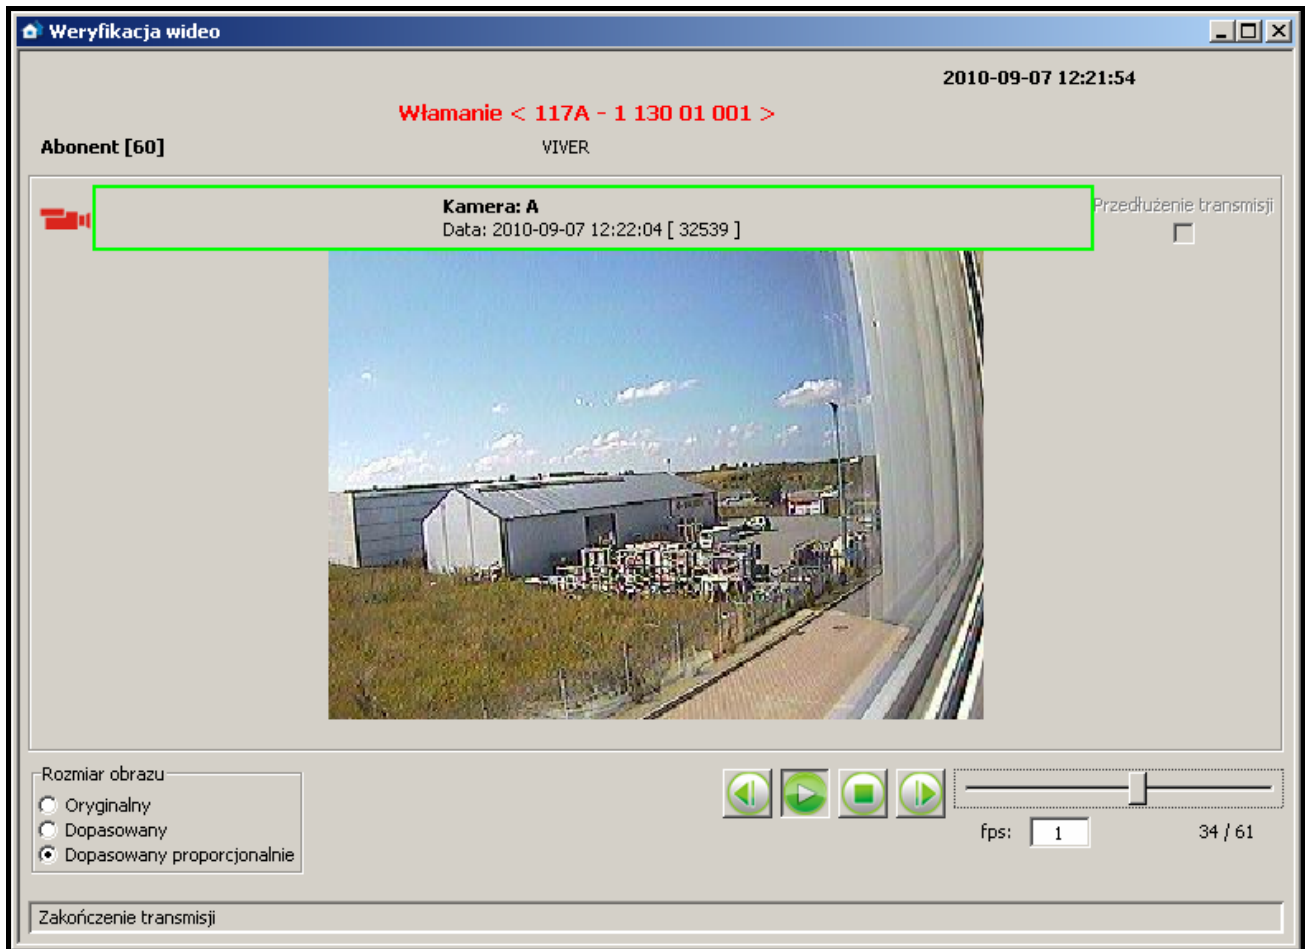 Weryfikacja wideo
2010-09-07 12:21:54
Włamanie < 117A - 1 130 01 001 >
Abonent [60]
VIVER
Kamera: A
Data: 2010-09-07 12:22:04 [ 32539 ]
Przedłużenie transmisji
Rozmiar obrazu
Oryginalny
Dopasowany
Dopasowany proporcjonalnie
fps: 1
34 / 61
Zakończenie transmisji